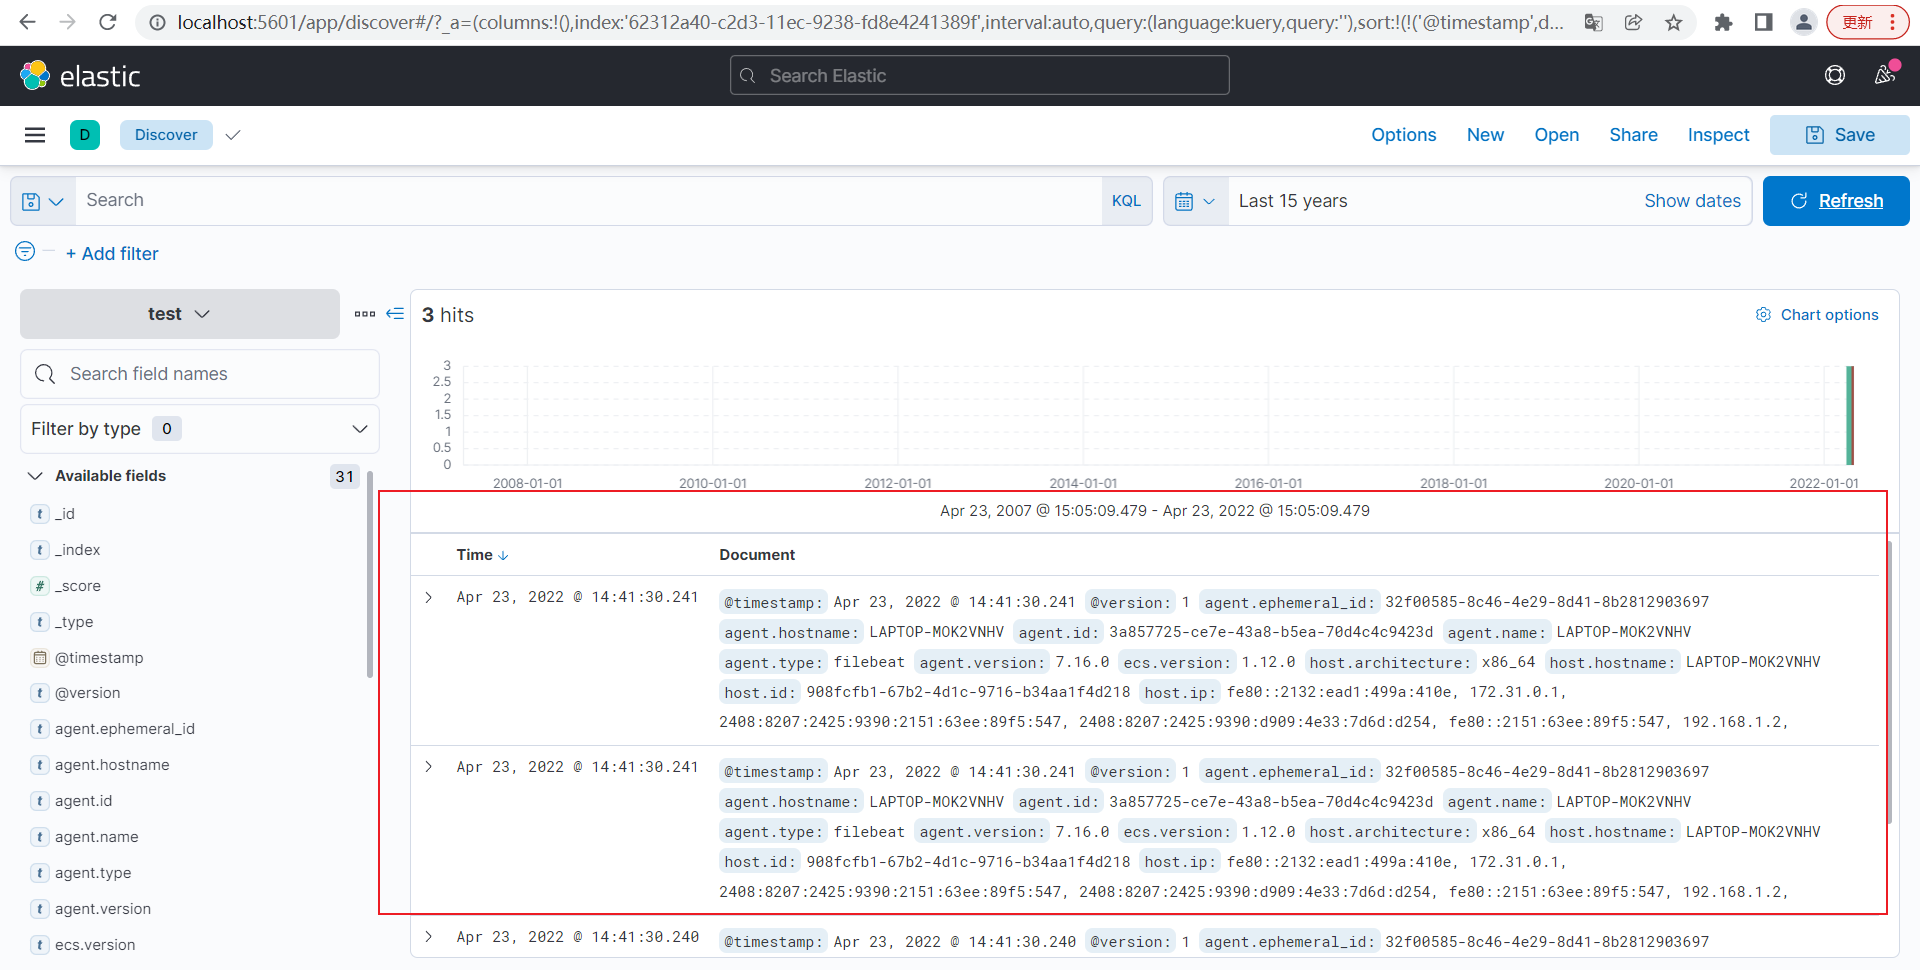 localhost:5601/app/discover#/?_a=(columns:!(),index:'62312a40-c2d3-11ec-9238-fd8e4241389f',interval:auto,query:(language:kuery,query:''),sort:!(!('@timestamp',d...
更新
elastic
Search Elastic
D
Discover
Options
New
Open
Share
Inspect
Save
Search
KQL
Last 15 years
Show dates
Refresh
+ Add filter
test
3 hits
Chart options
Search field names
Filter by type 0
Available fields 31
t _id
t _index
# _score
t _type
@timestamp
t @version
t agent.ephemeral_id
t agent.hostname
t agent.id
t agent.name
t agent.type
t agent.version
t ecs.version
3
2.5
2
1.5
1
0.5
0
2008-01-01 2010-01-01 2012-01-01 2014-01-01 2016-01-01 2018-01-01 2020-01-01 2022-01-01
Apr 23, 2007 @ 15:05:09.479 - Apr 23, 2022 @ 15:05:09.479
Time Document
Apr 23, 2022 @ 14:41:30.241 @timestamp: Apr 23, 2022 @ 14:41:30.241 @version: 1 agent.ephemeral_id: 32f00585-8c46-4e29-8d41-8b2812903697
agent.hostname: LAPTOP-MOK2VNHV agent.id: 3a857725-ce7e-43a8-b5ea-70d4c4c9423d agent.name: LAPTOP-MOK2VNHV
agent.type: filebeat agent.version: 7.16.0 ecs.version: 1.12.0 host.architecture: x86_64 host.hostname: LAPTOP-MOK2VNHV
host.id: 908fcfb1-67b2-4d1c-9716-b34aa1f4d218 host.ip: fe80::2132:ead1:499a:410e, 172.31.0.1,
2408:8207:2425:9390:2151:63ee:89f5:547, 2408:8207:2425:9390:d909:4e33:7d6d:d254, fe80::2151:63ee:89f5:547, 192.168.1.2,
Apr 23, 2022 @ 14:41:30.241 @timestamp: Apr 23, 2022 @ 14:41:30.241 @version: 1 agent.ephemeral_id: 32f00585-8c46-4e29-8d41-8b2812903697
agent.hostname: LAPTOP-MOK2VNHV agent.id: 3a857725-ce7e-43a8-b5ea-70d4c4c9423d agent.name: LAPTOP-MOK2VNHV
agent.type: filebeat agent.version: 7.16.0 ecs.version: 1.12.0 host.architecture: x86_64 host.hostname: LAPTOP-MOK2VNHV
host.id: 908fcfb1-67b2-4d1c-9716-b34aa1f4d218 host.ip: fe80::2132:ead1:499a:410e, 172.31.0.1,
2408:8207:2425:9390:2151:63ee:89f5:547, 2408:8207:2425:9390:d909:4e33:7d6d:d254, fe80::2151:63ee:89f5:547, 192.168.1.2,
Apr 23, 2022 @ 14:41:30.240 @timestamp: Apr 23, 2022 @ 14:41:30.240 @version: 1 agent.ephemeral_id: 32f00585-8c46-4e29-8d41-8b2812903697